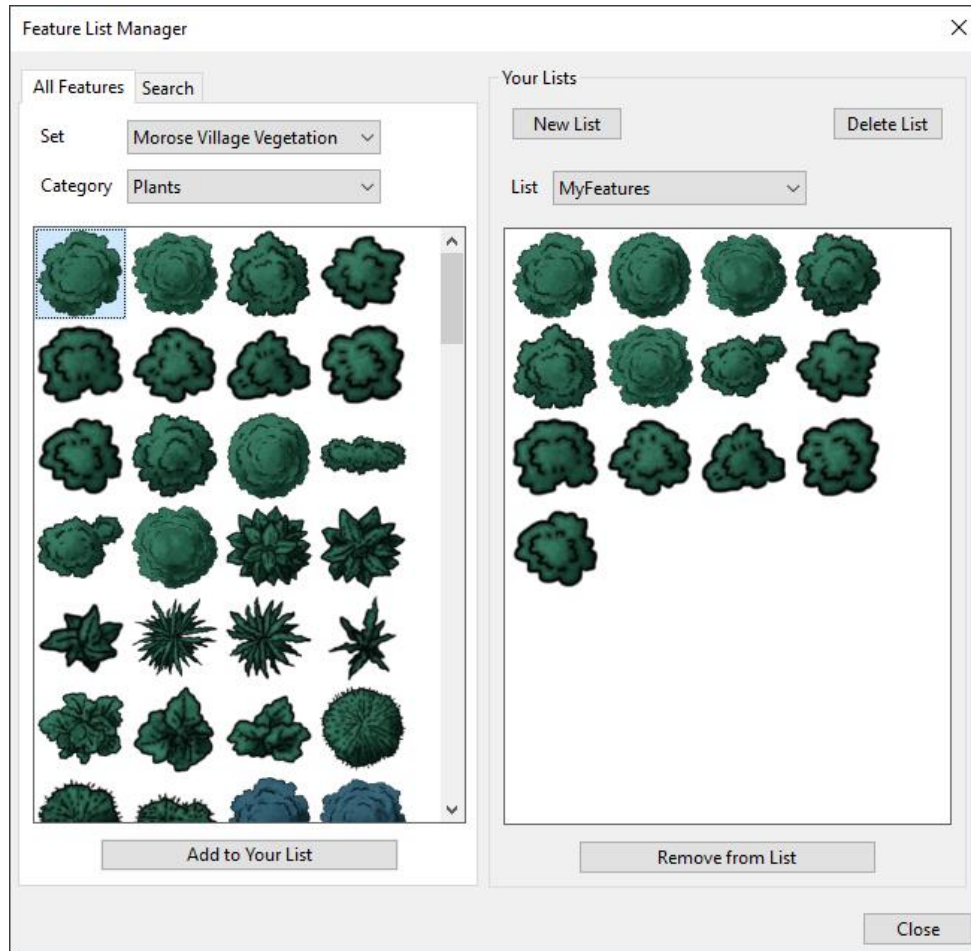 Feature List Manager
All Features
Search
Set
Morose Village Vegetation
Category
Plants
Add to Your List
Your Lists
New List
Delete List
List
MyFeatures
Remove from List
Close